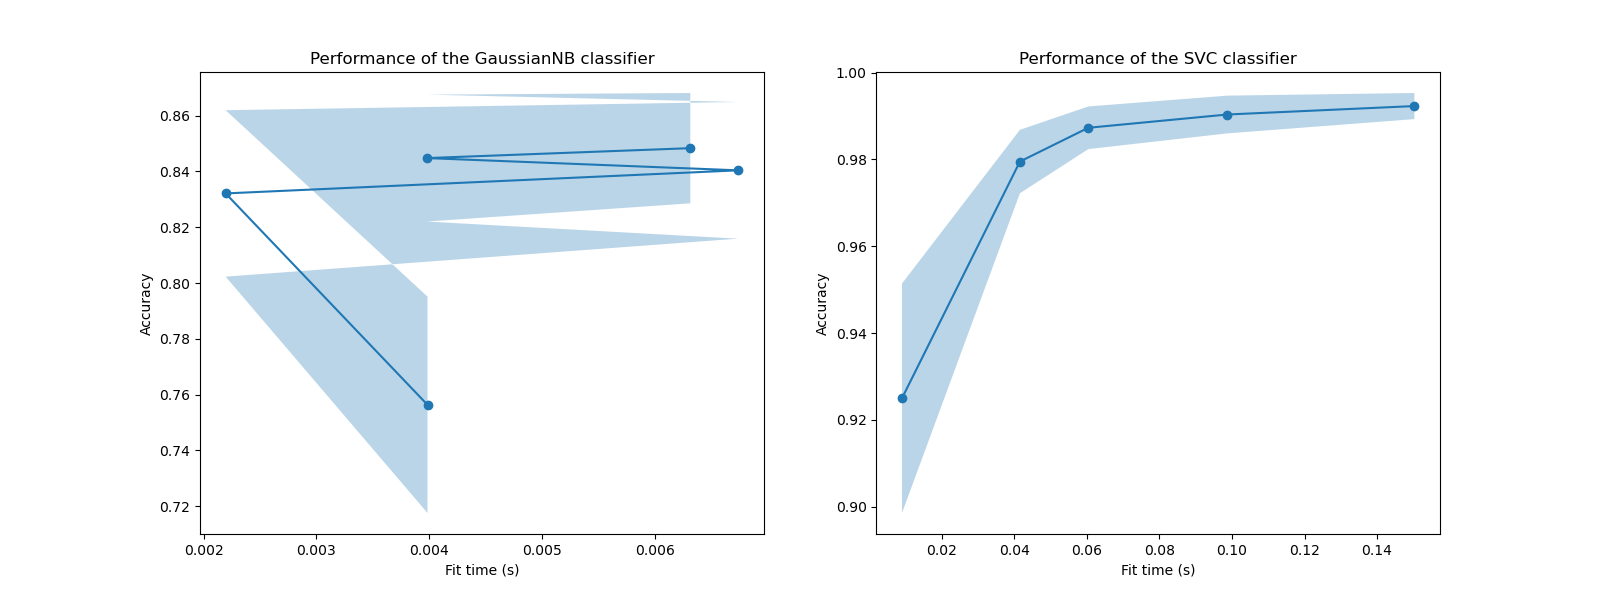 Performance of the GaussianNB classifier
Accuracy
0.86
0.84
0.82
0.80
0.78
0.76
0.74
0.72
0.002 0.003 0.004 0.005 0.006
Fit time (s)
Performance of the SVC classifier
Accuracy
1.00
0.98
0.96
0.94
0.92
0.90
0.02 0.04 0.06 0.08 0.10 0.12 0.14
Fit time (s)